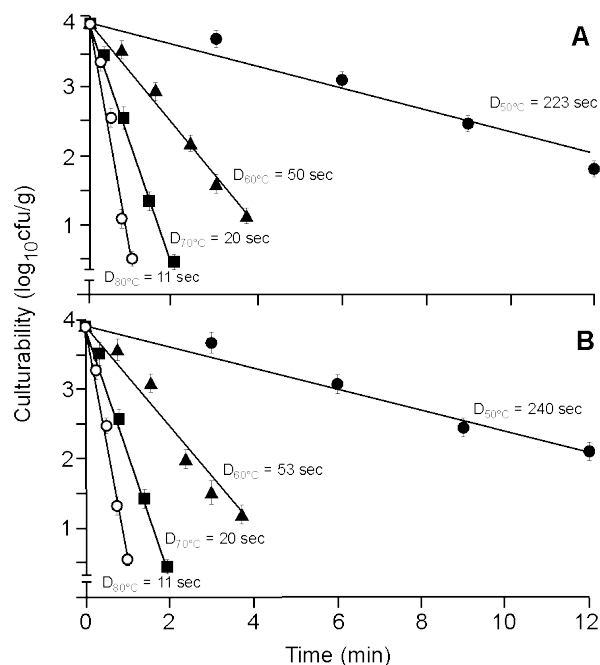 4
A
3
D50°C = 223 sec
2
D60°C = 50 sec
1
D70°C = 20 sec
D80°C = 11 sec
Culturability (log10cfu/g)
4
B
3
D50°C = 240 sec
2
D60°C = 53 sec
1
D70°C = 20 sec
D80°C = 11 sec
0 2 4 6 8 10 12
Time (min)